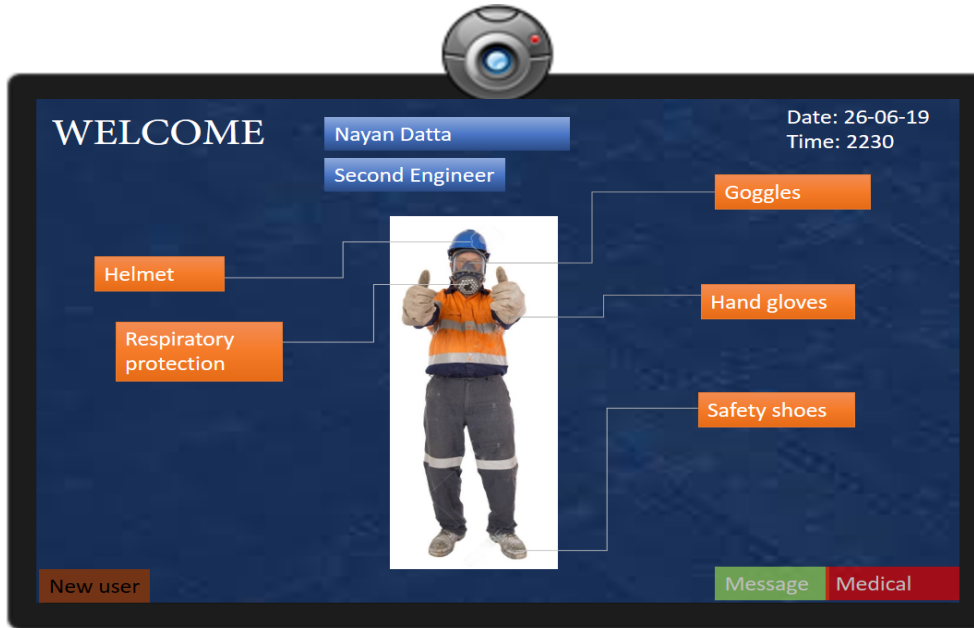 WELCOME
Nayan Datta
Second Engineer
Date: 26-06-19
Time: 2230
Goggles
Helmet
Hand gloves
Respiratory
protection
Safety shoes
New user
Message
Medical